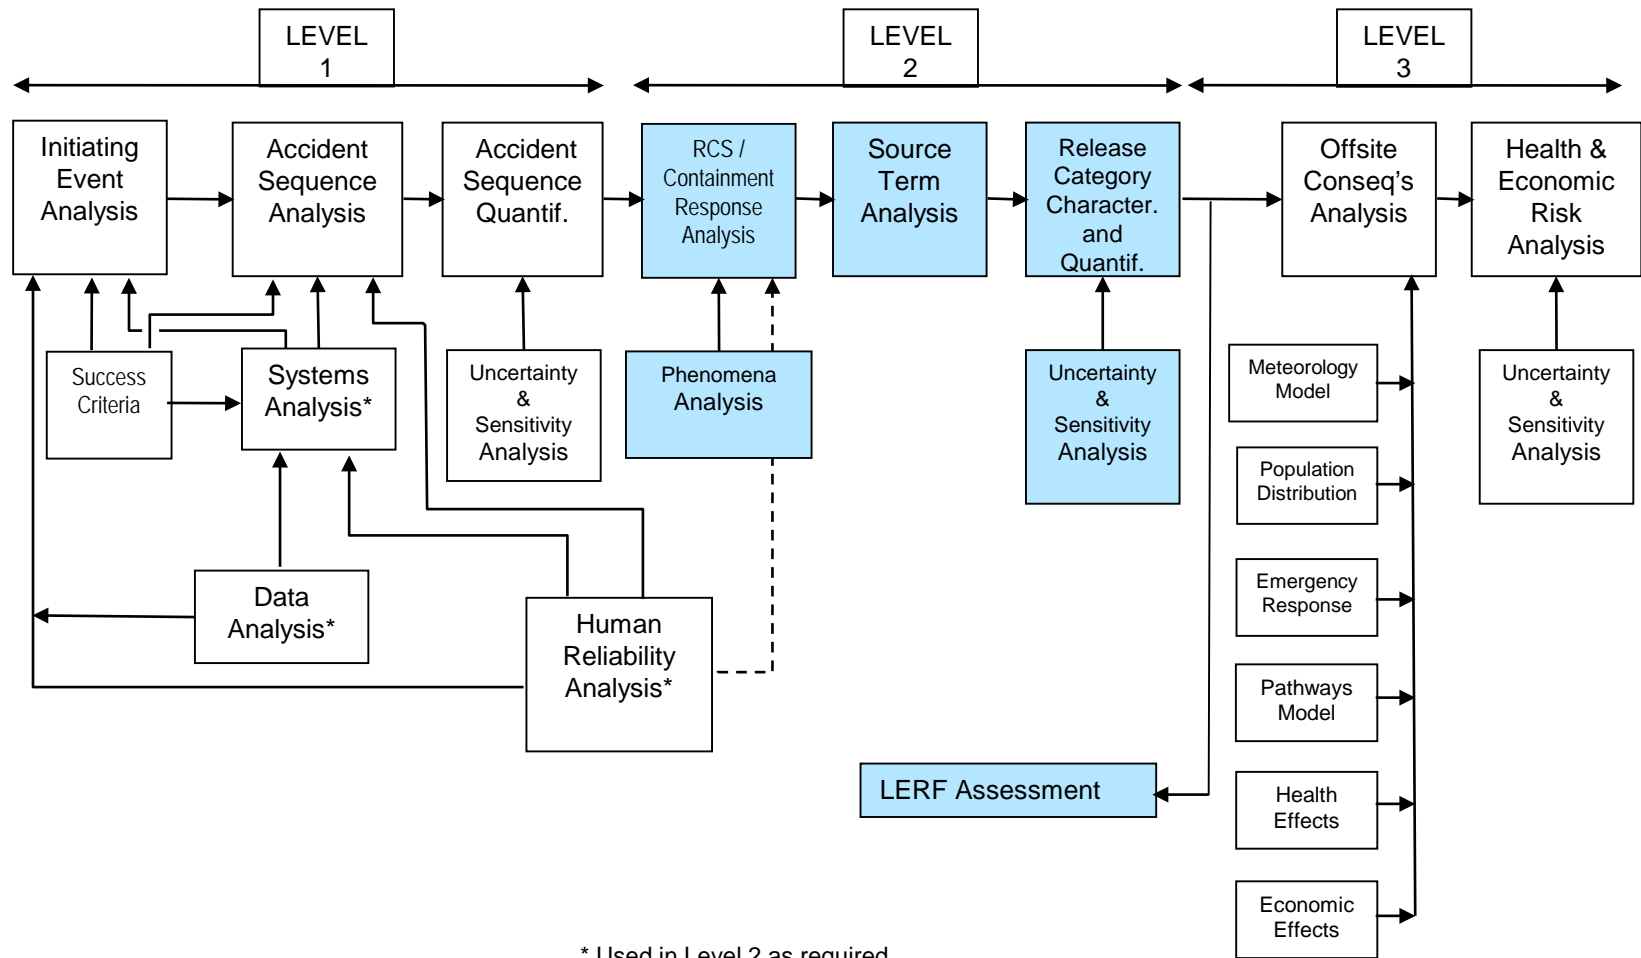 LEVEL
1
LEVEL
2
LEVEL
3
Initiating
Event
Analysis
Accident
Sequence
Analysis
Accident
Sequence
Quantif.
RCS /
Containment
Response
Analysis
Source
Term
Analysis
Release
Category
Character.
and
Quantif.
Offsite
Conseq's
Analysis
Health &
Economic
Risk
Analysis
Success
Criteria
Systems
Analysis*
Uncertainty
&
Sensitivity
Analysis
Phenomena
Analysis
Uncertainty
&
Sensitivity
Analysis
Meteorology
Model
Uncertainty
&
Sensitivity
Analysis
Population
Distribution
Data
Analysis*
Human
Reliability
Analysis*
Emergency
Response
Pathways
Model
LERF Assessment
Health
Effects
Economic
Effects
* Used in Level 2 as required